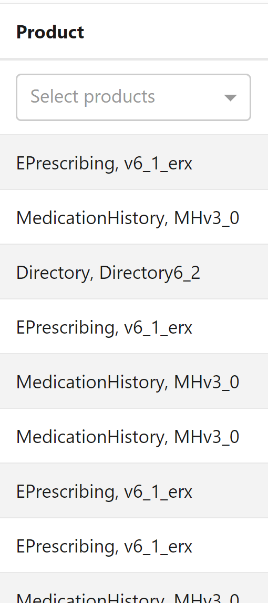 Product
Select products
EPrescribing, v6_1_erx
MedicationHistory, MHv3_0
Directory, Directory6_2
EPrescribing, v6_1_erx
MedicationHistory, MHv3_0
MedicationHistory, MHv3_0
EPrescribing, v6_1_erx
EPrescribing, v6_1_erx
MedicationHistory, MHv3_0